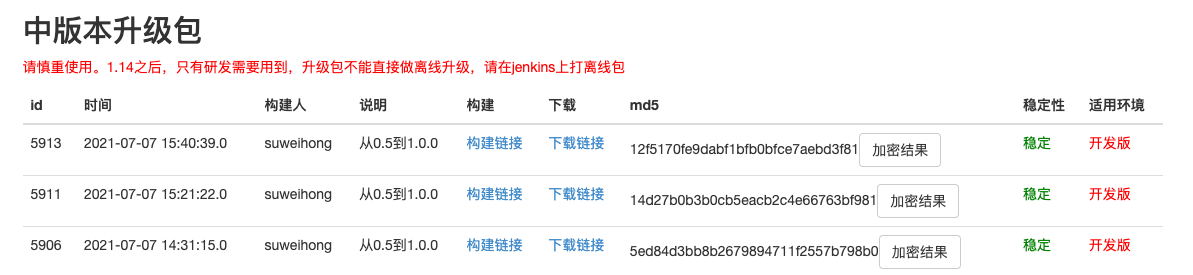 中版本升级包
请慎重使用。1.14之后，只有研发需要用到，升级包不能直接做离线升级，请在jenkins上打离线包
id 时间 构建人 说明 构建 下载 md5 稳定性 适用环境
5913 2021-07-07 15:40:39.0 suweihong 从0.5到1.0.0 构建链接 下载链接 12f5170fe9dabf1bfb0bfce7aebd3f81 加密结果 稳定 开发版
5911 2021-07-07 15:21:22.0 suweihong 从0.5到1.0.0 构建链接 下载链接 14d27b0b3b0cb5eacb2c4e66763bf981 加密结果 稳定 开发版
5906 2021-07-07 14:31:15.0 suweihong 从0.5到1.0.0 构建链接 下载链接 5ed84d3bb8b2679894711f2557b798b0 加密结果 稳定 开发版